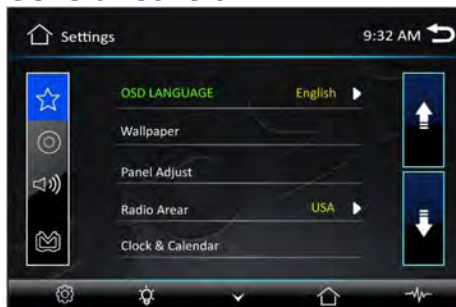 Settings 9:32 AM
OSD LANGUAGE English
Wallpaper
Panel Adjust
Radio Arear USA
Clock & Calendar